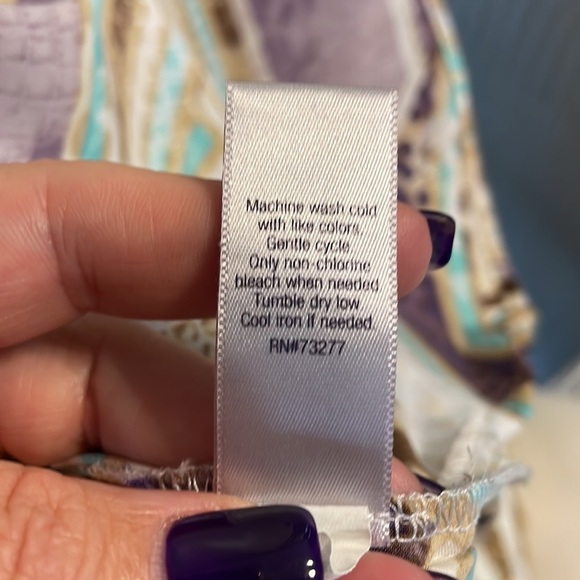 Machine wash cold
with like colors.
Gentle cycle.
Only non-chlorine
bleach when needed.
Tumble dry low.
Cool iron if needed.
RN#73277